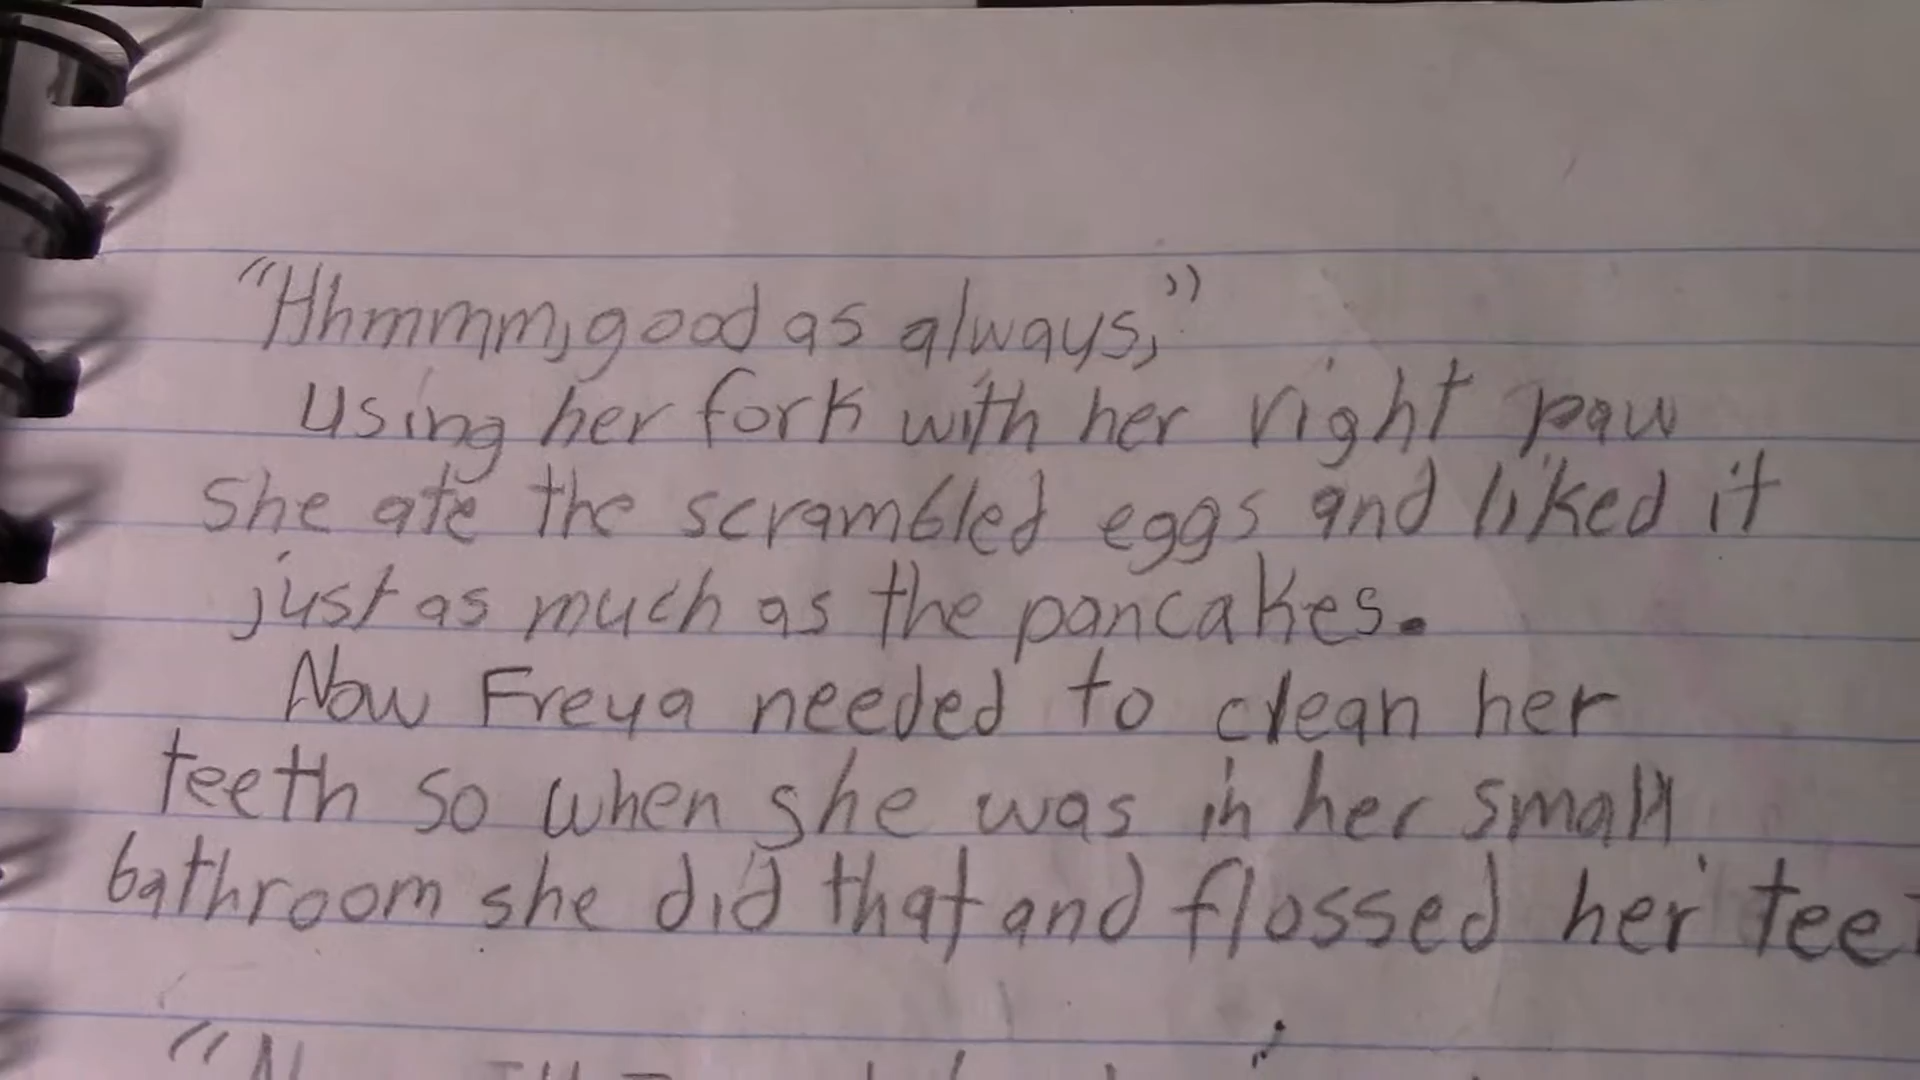 "Hhmmm, good as always,"
Using her fork with her right paw
she ate the scrambled eggs and liked it
just as much as the pancakes.
Now Freya needed to clean her
teeth so when she was in her small
bathroom she did that and flossed her tee